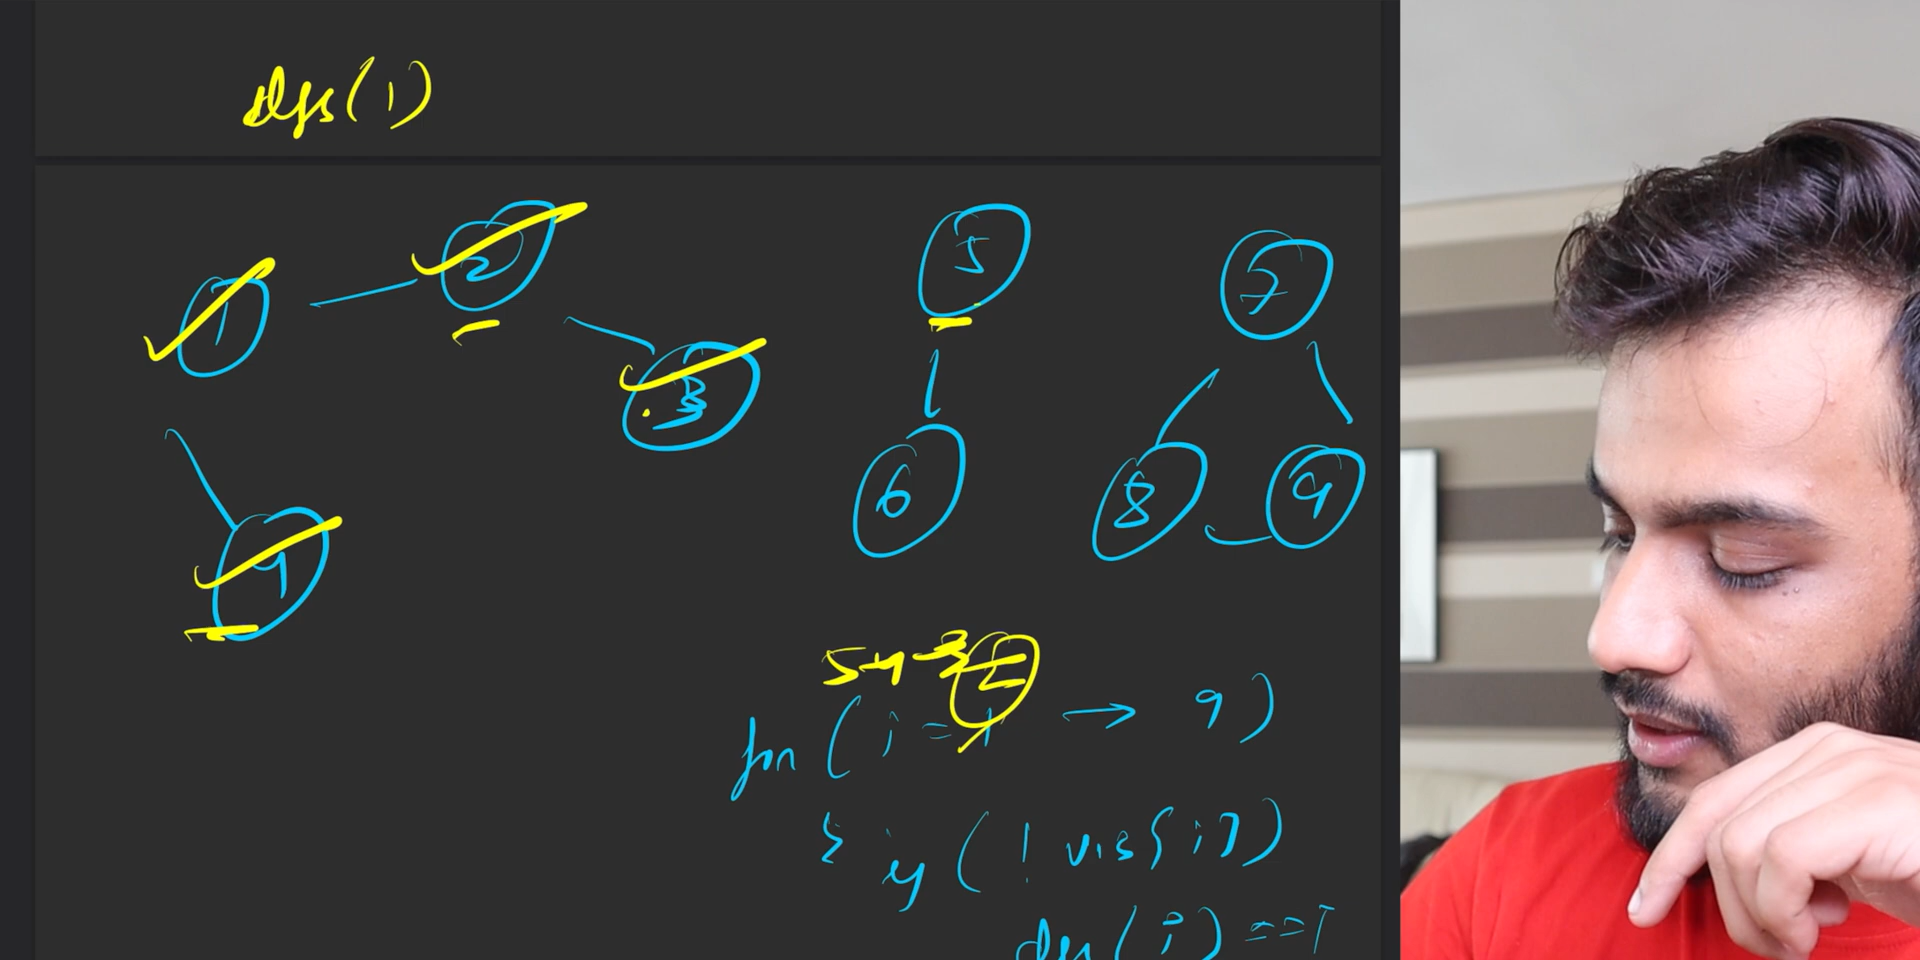 dfs(1)
1 2 5 7
3
4 6 8 9
5 4 3 2
for (i = 1 → 9)
{ if (! vis[i])
dfs(i) == T